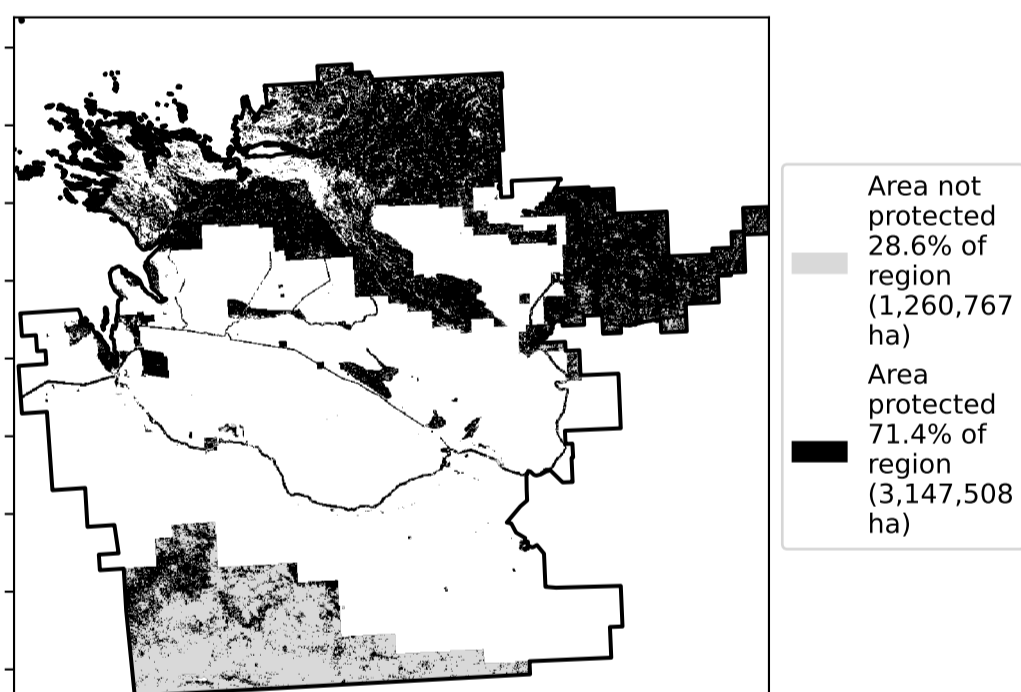 Area not
protected
28.6% of
region
(1,260,767
ha)
Area
protected
71.4% of
region
(3,147,508
ha)